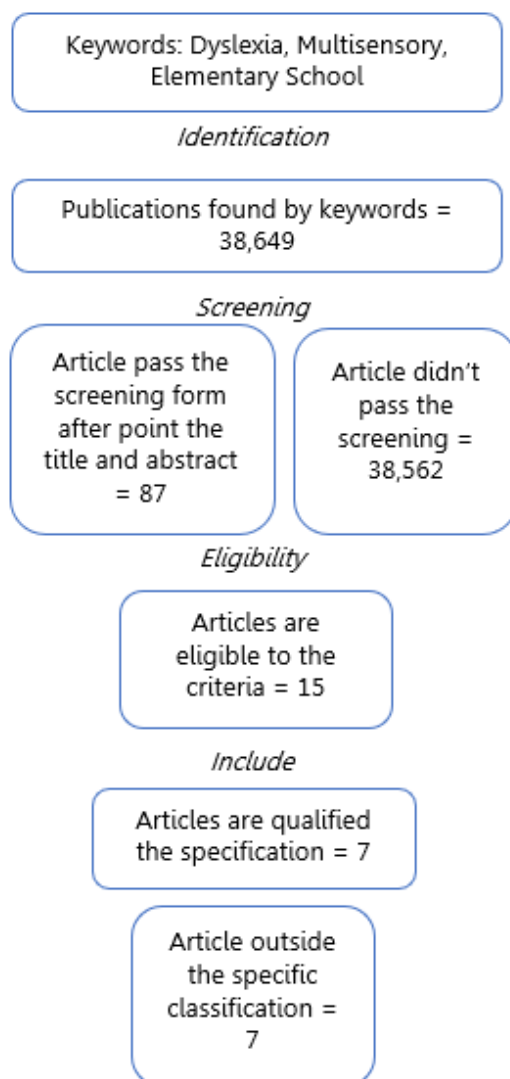 Keywords: Dyslexia, Multisensory,
Elementary School
Identification
Publications found by keywords =
38,649
Screening
Article pass the
screening form
after point the
title and abstract
= 87
Article didn't
pass the
screening =
38,562
Eligibility
Articles are
eligible to the
criteria = 15
Include
Articles are qualified
the specification = 7
Article outside
the specific
classification =
7